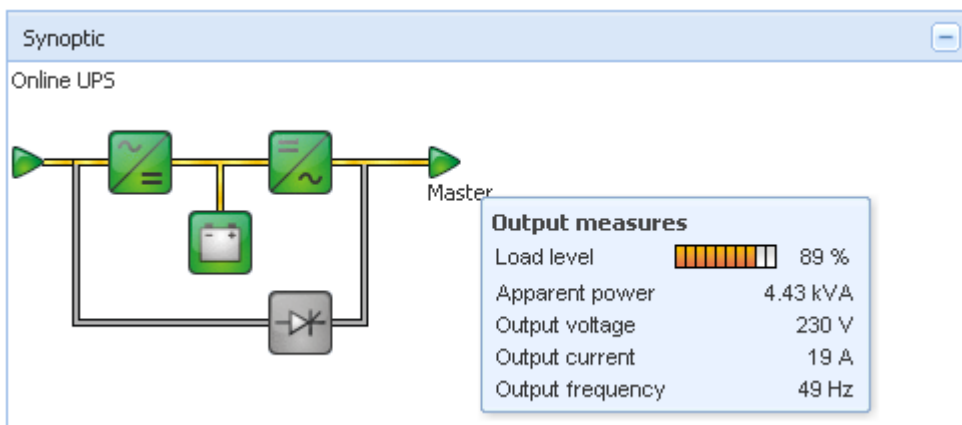 Synoptic
Online UPS
Master
Output measures
Load level 89 %
Apparent power 4.43 kVA
Output voltage 230 V
Output current 19 A
Output frequency 49 Hz